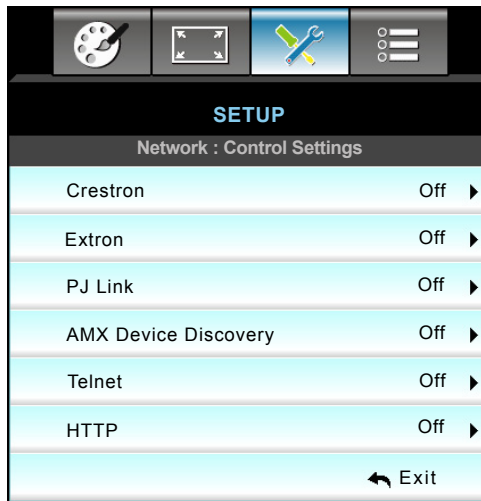 SETUP
Network : Control Settings
Crestron Off
Extron Off
PJ Link Off
AMX Device Discovery Off
Telnet Off
HTTP Off
Exit